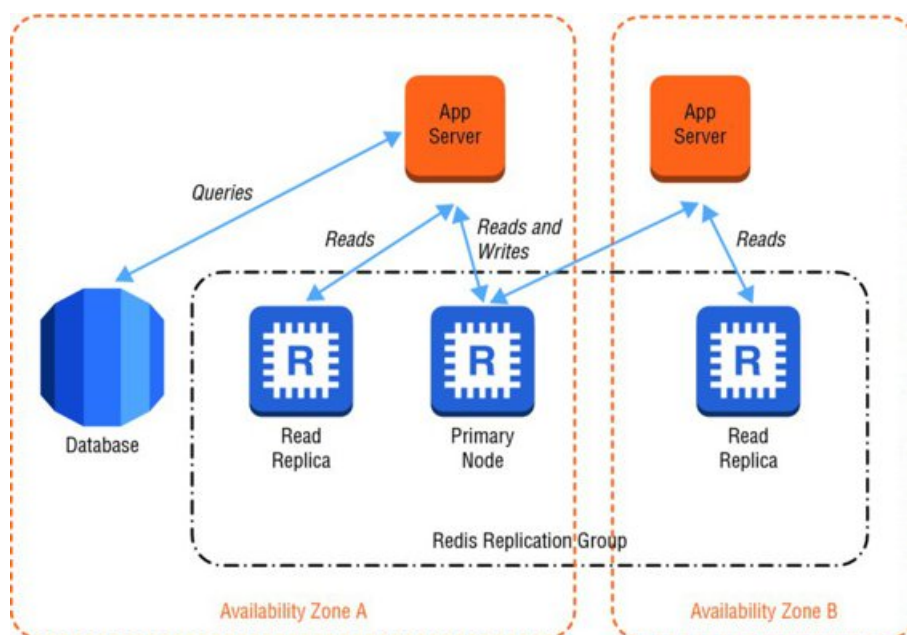 App
Server
App
Server
Queries
Reads
Reads and
Writes
Reads
R
R
R
Database
Read
Replica
Primary
Node
Read
Replica
Redis Replication Group
Availability Zone A
Availability Zone B